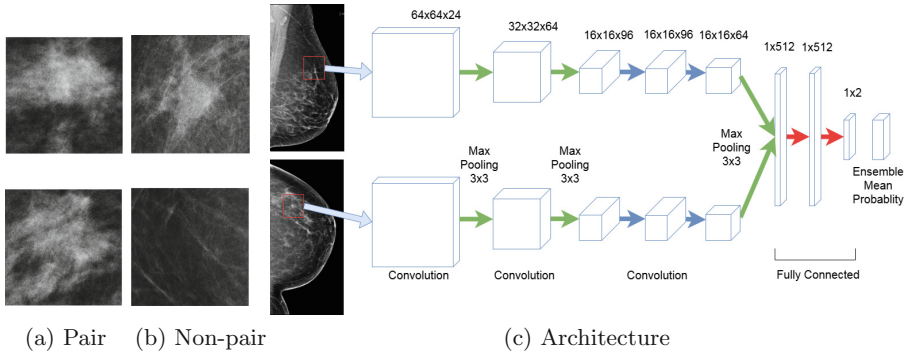 64x64x24
32x32x64
16x16x96
16x16x96
16x16x64
1x512
1x512
1x2
Max
Pooling
3x3
Max
Pooling
3x3
Max
Pooling
3x3
Ensemble
Mean
Probablity
Convolution
Convolution
Convolution
Fully Connected
(a) Pair
(b) Non-pair
(c) Architecture